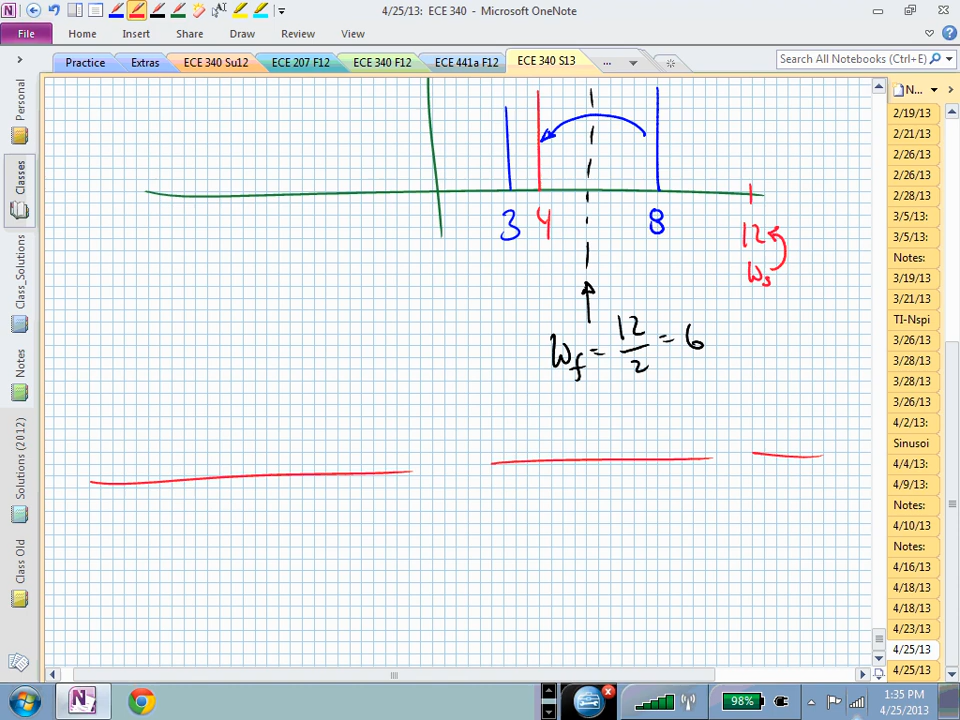 4/25/13: ECE 340 - Microsoft OneNote
File Home Insert Share Draw Review View
Practice Extras ECE 340 Su12 ECE 207 F12 ECE 340 F12 ECE 441a F12 ECE 340 S13 ...
Search All Notebooks (Ctrl+E)
Personal
Classes
Class_Solutions
Notes
Solutions (2012)
Class Old
3 4 8 12
Ws
Wf = 12/2 = 6
N...
2/19/13
2/21/13
2/26/13
2/26/13
2/28/13
3/5/13:
3/5/13:
Notes:
3/19/13
3/21/13
TI-Nspi
3/26/13
3/28/13
3/28/13
3/26/13
4/2/13:
Sinusoi
4/4/13:
4/9/13:
Notes:
4/10/13
Notes:
4/16/13
4/18/13
4/18/13
4/23/13
4/25/13
4/25/13
98%
1:35 PM
4/25/2013